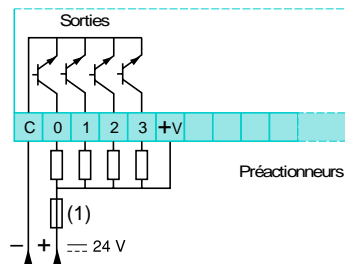 Sorties
C 0 1 2 3 +V
Préactionneurs
(1)
− + ⎓ 24 V